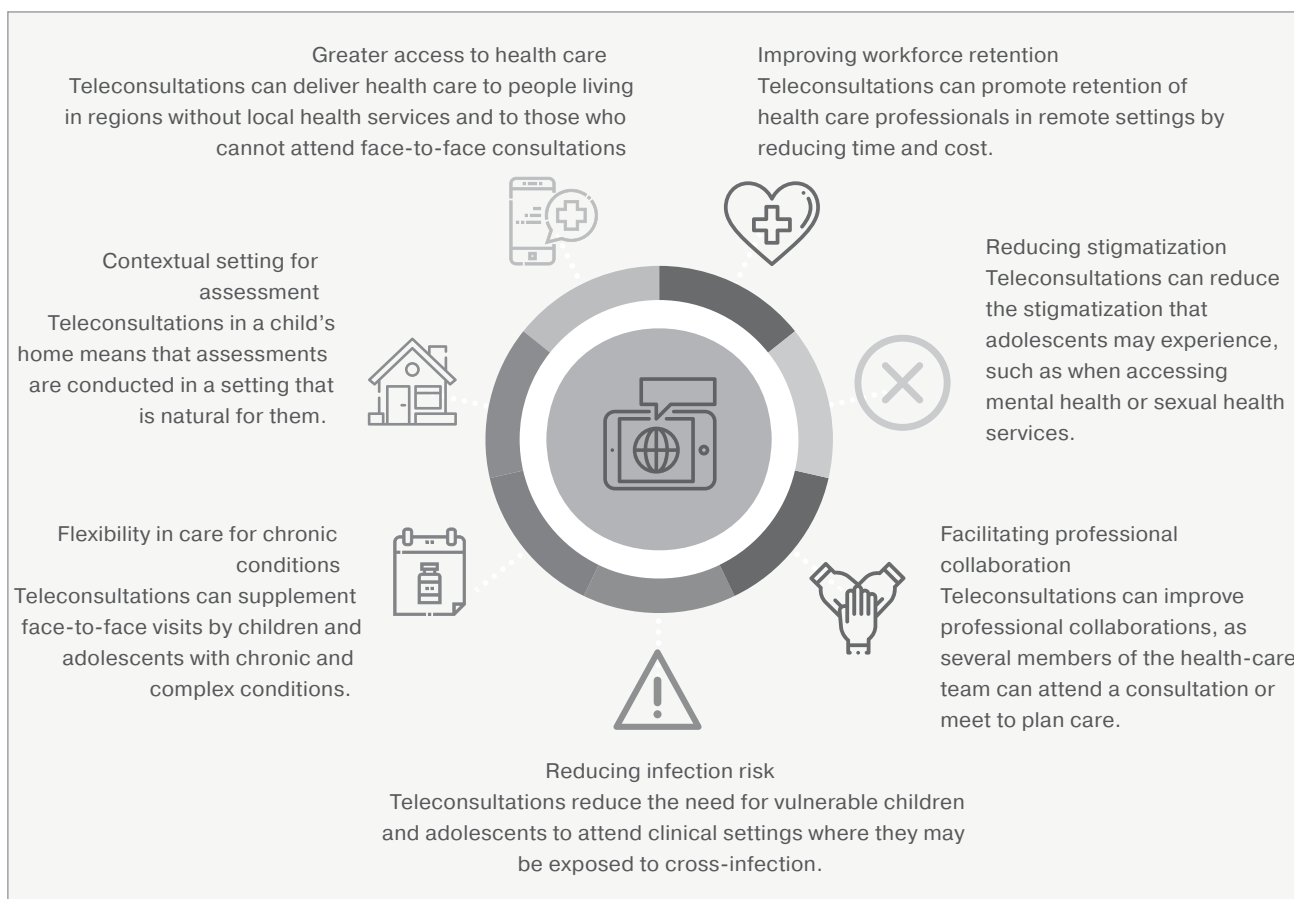 Greater access to health care
Teleconsultations can deliver health care to people living
in regions without local health services and to those who
cannot attend face-to-face consultations
Improving workforce retention
Teleconsultations can promote retention of
health care professionals in remote settings by
reducing time and cost.
Reducing stigmatization
Teleconsultations can reduce
the stigmatization that
adolescents may experience,
such as when accessing
mental health or sexual health
services.
Contextual setting for
assessment
Teleconsultations in a child’s
home means that assessments
are conducted in a setting that
is natural for them.
Flexibility in care for chronic
conditions
Teleconsultations can supplement
face-to-face visits by children and
adolescents with chronic and
complex conditions.
Facilitating professional
collaboration
Teleconsultations can improve
professional collaborations, as
several members of the health-care
team can attend a consultation or
meet to plan care.
Reducing infection risk
Teleconsultations reduce the need for vulnerable children
and adolescents to attend clinical settings where they may
be exposed to cross-infection.